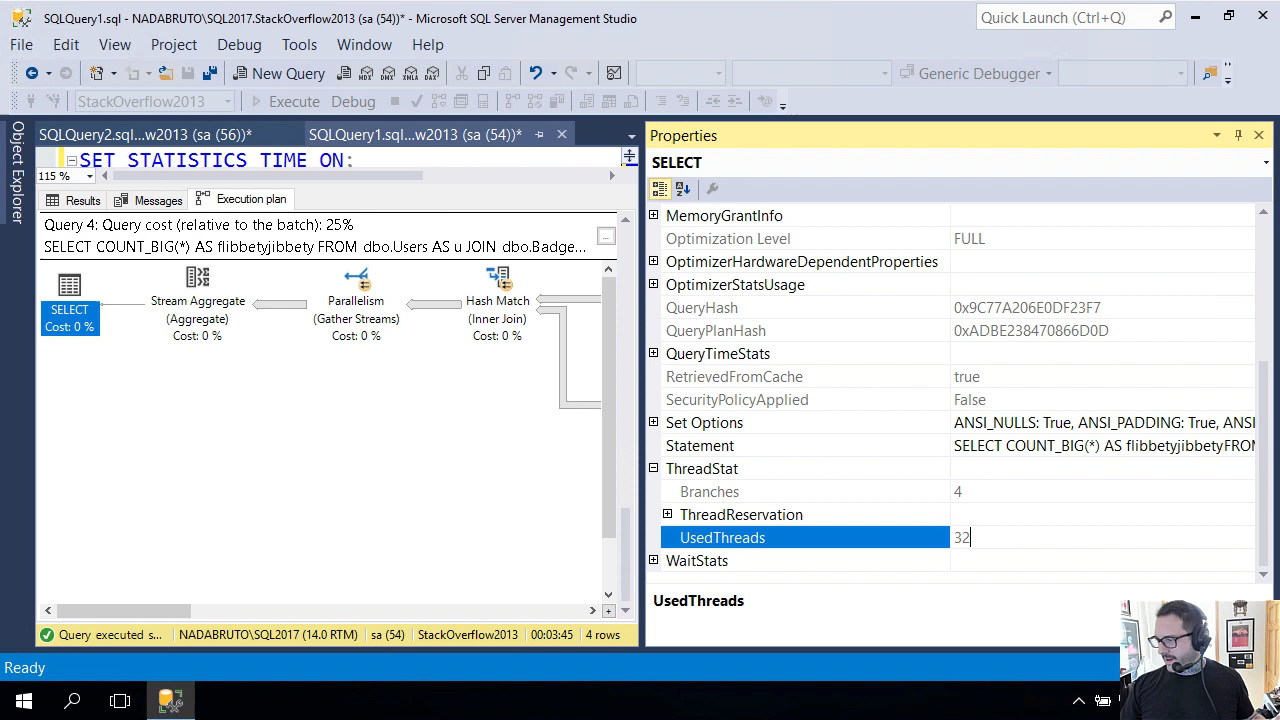 SQLQuery1.sql - NADABRUTO\SQL2017.StackOverflow2013 (sa (54))* - Microsoft SQL Server Management Studio
Quick Launch (Ctrl+Q)
File Edit View Project Debug Tools Window Help
New Query
Generic Debugger
StackOverflow2013
Execute Debug
Object Explorer
SQLQuery2.sql...w2013 (sa (56))*
SQLQuery1.sql...w2013 (sa (54))*
SET STATISTICS TIME ON;
115 %
Results
Messages
Execution plan
Query 4: Query cost (relative to the batch): 25%
SELECT COUNT_BIG(*) AS flibbetyjibbety FROM dbo.Users AS u JOIN dbo.Badge...
...
SELECT
Cost: 0 %
Stream Aggregate
(Aggregate)
Cost: 0 %
Parallelism
(Gather Streams)
Cost: 0 %
Hash Match
(Inner Join)
Cost: 0 %
Query executed s...
NADABRUTO\SQL2017 (14.0 RTM)
sa (54)
StackOverflow2013
00:03:45
4 rows
Properties
SELECT
MemoryGrantInfo
Optimization Level FULL
OptimizerHardwareDependentProperties
OptimizerStatsUsage
QueryHash 0x9C77A206E0DF23F7
QueryPlanHash 0xADBE238470866D0D
QueryTimeStats
RetrievedFromCache true
SecurityPolicyApplied False
Set Options ANSI_NULLS: True, ANSI_PADDING: True, ANSI
Statement SELECT COUNT_BIG(*) AS flibbetyjibbetyFROM
ThreadStat
Branches 4
ThreadReservation
UsedThreads 32
WaitStats
UsedThreads
Ready